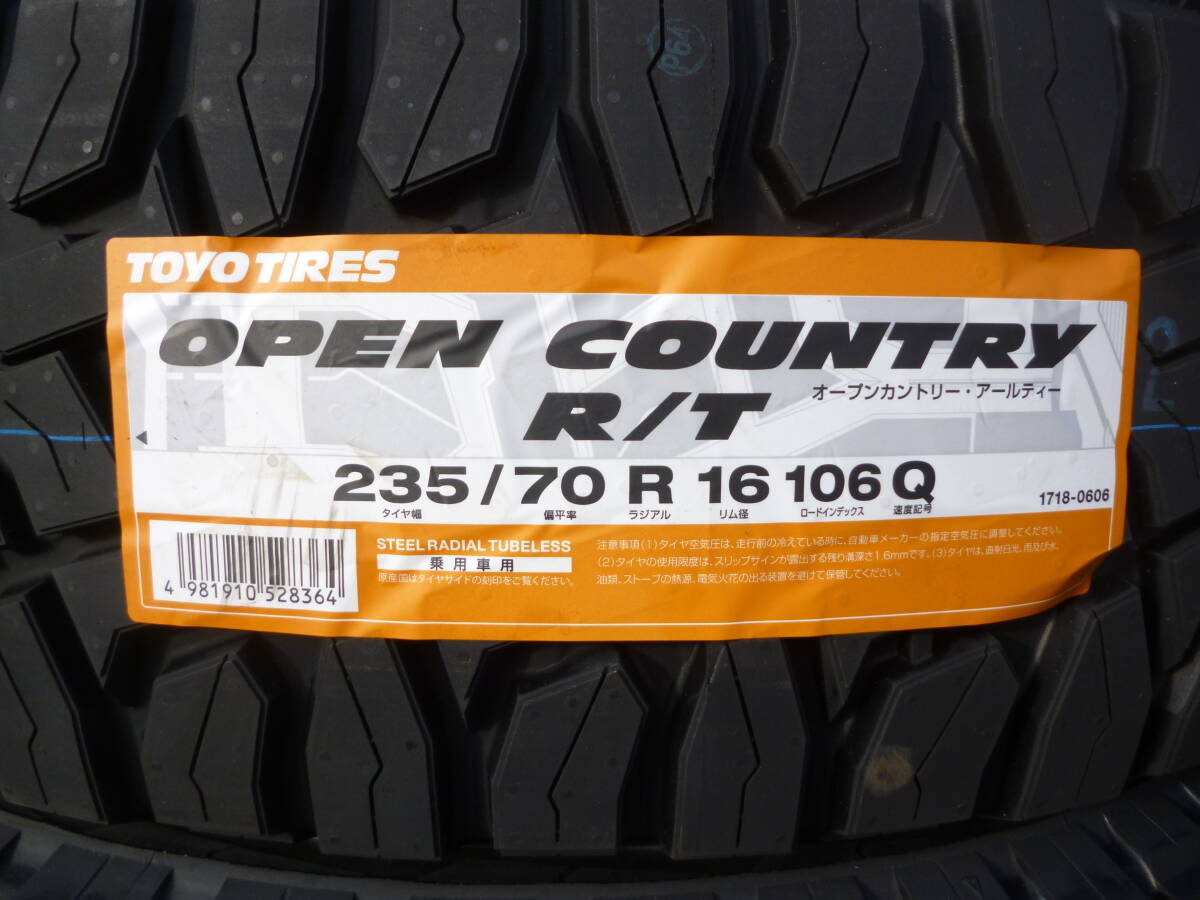 P64
TOYO TIRES
OPEN COUNTRY
R/T オープンカントリー・アールティー
235/70 R 16 106 Q
タイヤ幅 偏平率 ラジアル リム径 ロードインデックス 速度記号
1718-0606
STEEL RADIAL TUBELESS
乗用車用
原産国はタイヤサイドの刻印をご覧ください。
注意事項(1)タイヤ空気圧は、走行前の冷えている時に、自動車メーカーの指定空気圧に調整してください。
(2)タイヤの使用限度は、スリップサインが露出する残り溝深さ1.6mmです。(3)タイヤは、直射日光、雨及び水、
油類、ストーブの熱源、電気火花の出る装置を避けて保管してください。
4 981910 528364